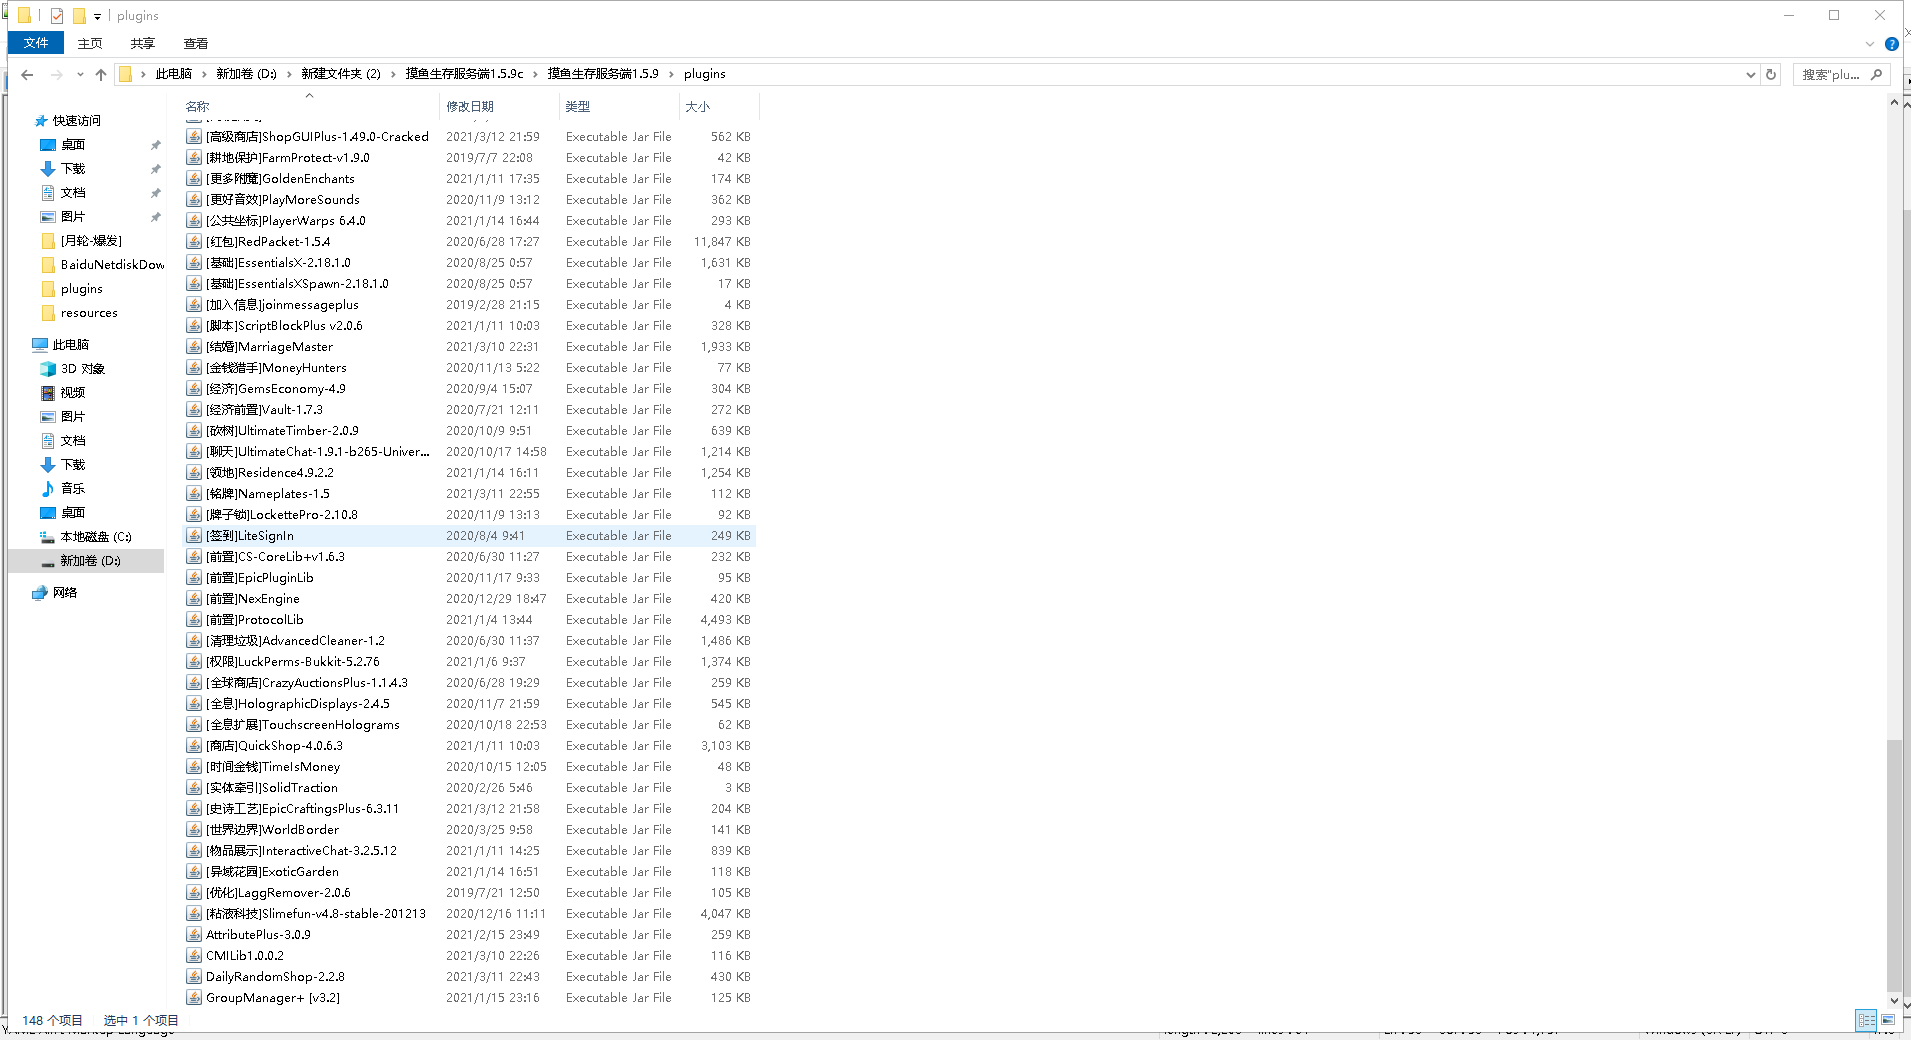 plugins
文件 主页 共享 查看
此电脑 › 新加卷 (D:) › 新建文件夹 (2) › 摸鱼生存服务端1.5.9c › 摸鱼生存服务端1.5.9 › plugins
搜索"plu...
快速访问
桌面
下载
文档
图片
[月轮-爆发]
BaiduNetdiskDow
plugins
resources
此电脑
3D 对象
视频
图片
文档
下载
音乐
桌面
本地磁盘 (C:)
新加卷 (D:)
网络
名称 修改日期 类型 大小
[高级商店]ShopGUIPlus-1.49.0-Cracked 2021/3/12 21:59 Executable Jar File 562 KB
[耕地保护]FarmProtect-v1.9.0 2019/7/7 22:08 Executable Jar File 42 KB
[更多附魔]GoldenEnchants 2021/1/11 17:35 Executable Jar File 174 KB
[更好音效]PlayMoreSounds 2020/11/9 13:12 Executable Jar File 362 KB
[公共坐标]PlayerWarps 6.4.0 2021/1/14 16:44 Executable Jar File 293 KB
[红包]RedPacket-1.5.4 2020/6/28 17:27 Executable Jar File 11,847 KB
[基础]EssentialsX-2.18.1.0 2020/8/25 0:57 Executable Jar File 1,631 KB
[基础]EssentialsXSpawn-2.18.1.0 2020/8/25 0:57 Executable Jar File 17 KB
[加入信息]joinmessageplus 2019/2/28 21:15 Executable Jar File 4 KB
[脚本]ScriptBlockPlus v2.0.6 2021/1/11 10:03 Executable Jar File 328 KB
[结婚]MarriageMaster 2021/3/10 22:31 Executable Jar File 1,933 KB
[金钱猎手]MoneyHunters 2020/11/13 5:22 Executable Jar File 77 KB
[经济]GemsEconomy-4.9 2020/9/4 15:07 Executable Jar File 304 KB
[经济前置]Vault-1.7.3 2020/7/21 12:11 Executable Jar File 272 KB
[砍树]UltimateTimber-2.0.9 2020/10/9 9:51 Executable Jar File 639 KB
[聊天]UltimateChat-1.9.1-b265-Univer... 2020/10/17 14:58 Executable Jar File 1,214 KB
[领地]Residence4.9.2.2 2021/1/14 16:11 Executable Jar File 1,254 KB
[铭牌]Nameplates-1.5 2021/3/11 22:55 Executable Jar File 112 KB
[牌子锁]LockettePro-2.10.8 2020/11/9 13:13 Executable Jar File 92 KB
[签到]LiteSignIn 2020/8/4 9:41 Executable Jar File 249 KB
[前置]CS-CoreLib+v1.6.3 2020/6/30 11:27 Executable Jar File 232 KB
[前置]EpicPluginLib 2020/11/17 9:33 Executable Jar File 95 KB
[前置]NexEngine 2020/12/29 18:47 Executable Jar File 420 KB
[前置]ProtocolLib 2021/1/4 13:44 Executable Jar File 4,493 KB
[清理垃圾]AdvancedCleaner-1.2 2020/6/30 11:37 Executable Jar File 1,486 KB
[权限]LuckPerms-Bukkit-5.2.76 2021/1/6 9:37 Executable Jar File 1,374 KB
[全球商店]CrazyAuctionsPlus-1.1.4.3 2020/6/28 19:29 Executable Jar File 259 KB
[全息]HolographicDisplays-2.4.5 2020/11/7 21:59 Executable Jar File 545 KB
[全息扩展]TouchscreenHolograms 2020/10/18 22:53 Executable Jar File 62 KB
[商店]QuickShop-4.0.6.3 2021/1/11 10:03 Executable Jar File 3,103 KB
[时间金钱]TimeIsMoney 2020/10/15 12:05 Executable Jar File 48 KB
[实体牵引]SolidTraction 2020/2/26 5:46 Executable Jar File 3 KB
[史诗工艺]EpicCraftingsPlus-6.3.11 2021/3/12 21:58 Executable Jar File 204 KB
[世界边界]WorldBorder 2020/3/25 9:58 Executable Jar File 141 KB
[物品展示]InteractiveChat-3.2.5.12 2021/1/11 14:25 Executable Jar File 839 KB
[异域花园]ExoticGarden 2021/1/14 16:51 Executable Jar File 118 KB
[优化]LaggRemover-2.0.6 2019/7/21 12:50 Executable Jar File 105 KB
[粘液科技]Slimefun-v4.8-stable-201213 2020/12/16 11:11 Executable Jar File 4,047 KB
AttributePlus-3.0.9 2021/2/15 23:49 Executable Jar File 259 KB
CMILib1.0.0.2 2021/3/10 22:26 Executable Jar File 116 KB
DailyRandomShop-2.2.8 2021/3/11 22:43 Executable Jar File 430 KB
GroupManager+ [v3.2] 2021/1/15 23:16 Executable Jar File 125 KB
148 个项目 选中 1 个项目